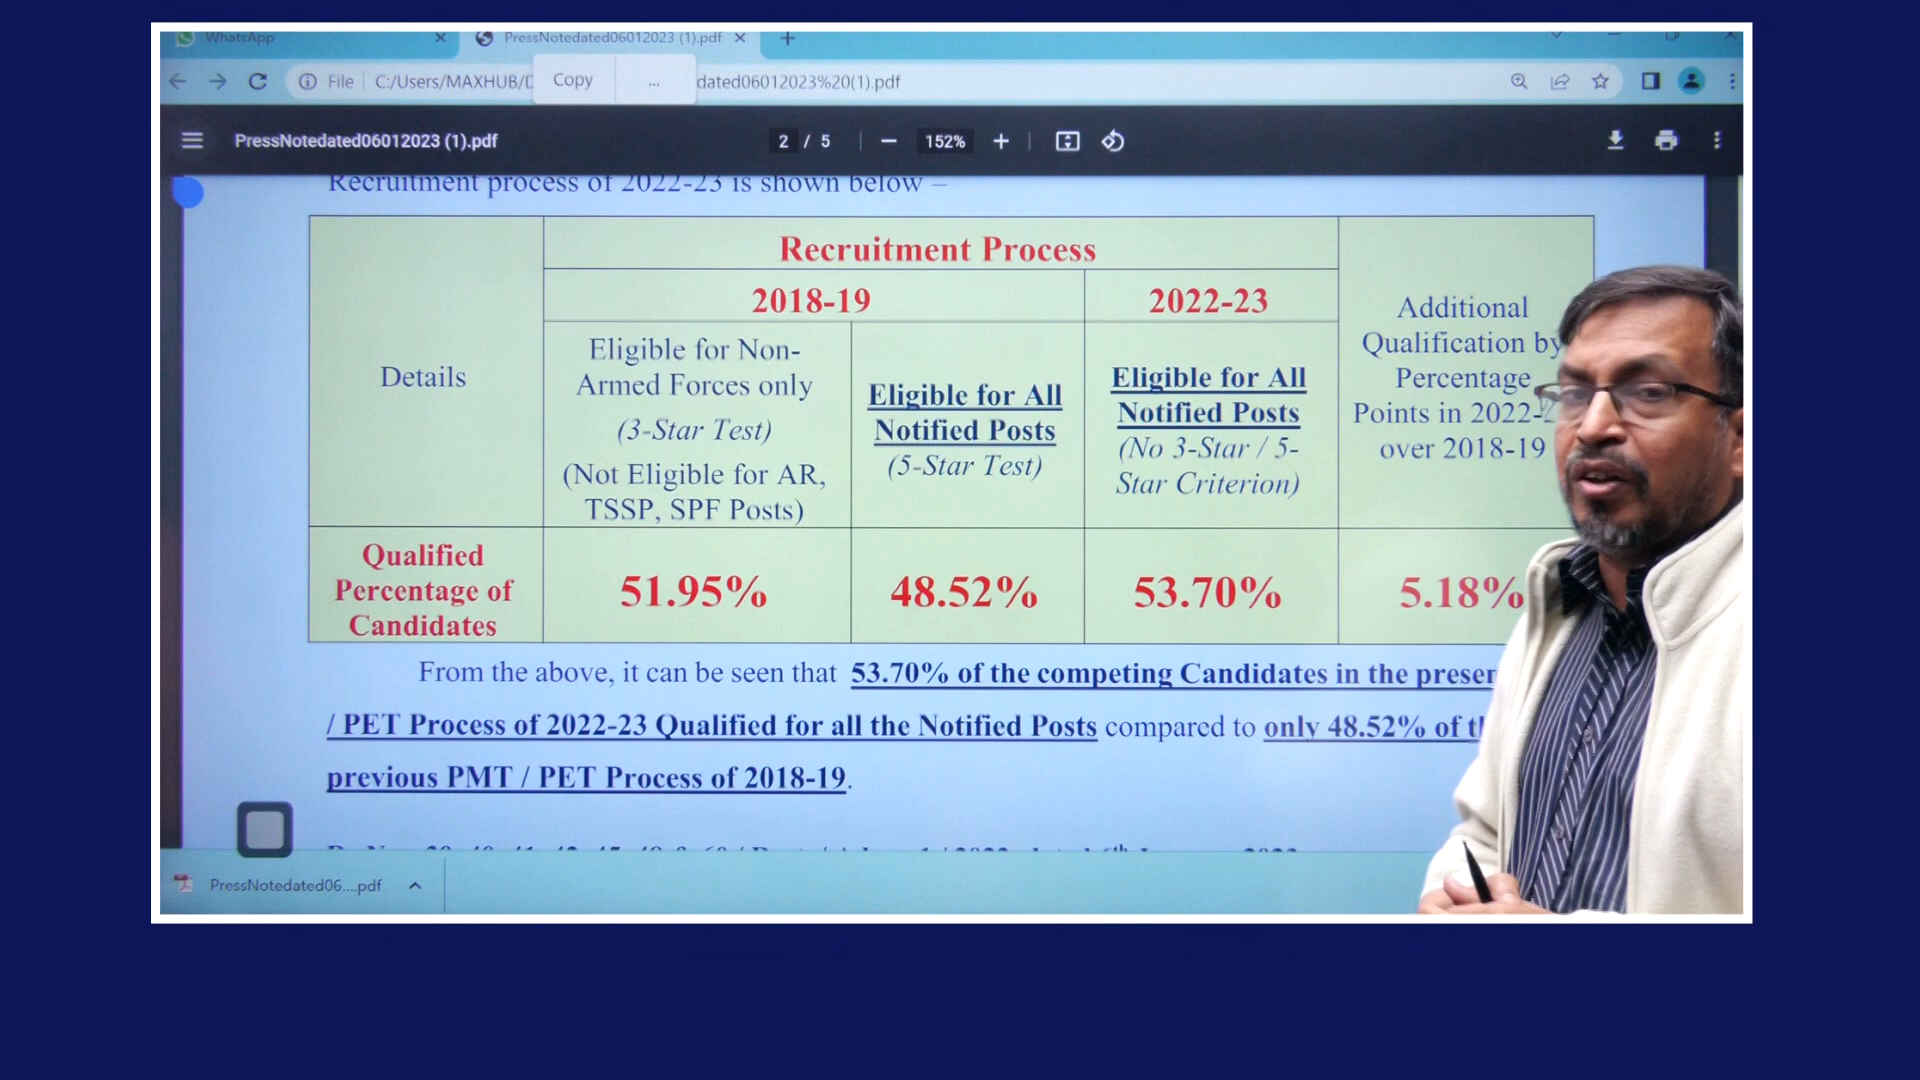 WhatsApp
PressNotedated06012023 (1).pdf
File
C:/Users/MAXHUB/D
Copy
...
dated06012023%20(1).pdf
PressNotedated06012023 (1).pdf
2 / 5
152%
Recruitment process of 2022-23 is shown below –
Details
Recruitment Process
2018-19
2022-23
Eligible for Non-
Armed Forces only
(3-Star Test)
(Not Eligible for AR,
TSSP, SPF Posts)
Eligible for All
Notified Posts
(5-Star Test)
Eligible for All
Notified Posts
(No 3-Star / 5-
Star Criterion)
Additional
Qualification by
Percentage
Points in 2022-
over 2018-19
Qualified
Percentage of
Candidates
51.95%
48.52%
53.70%
5.18%
From the above, it can be seen that 53.70% of the competing Candidates in the
/ PET Process of 2022-23 Qualified for all the Notified Posts compared to only 48.52% of
previous PMT / PET Process of 2018-19.
PressNotedated06....pdf